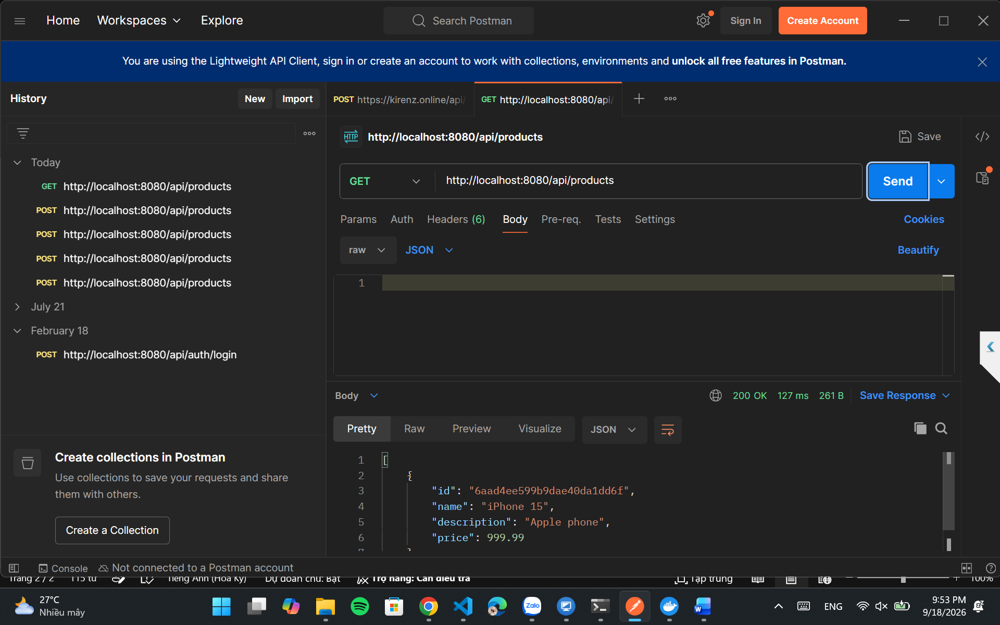 Home Workspaces Explore Search Postman Sign In Create Account
You are using the Lightweight API Client, sign in or create an account to work with collections, environments and unlock all free features in Postman.
History New Import
POST https://kirenz.online/api/ GET http://localhost:8080/api/
HTTP http://localhost:8080/api/products Save
Today
GET http://localhost:8080/api/products
POST http://localhost:8080/api/products
POST http://localhost:8080/api/products
POST http://localhost:8080/api/products
POST http://localhost:8080/api/products
July 21
February 18
POST http://localhost:8080/api/auth/login
GET http://localhost:8080/api/products Send
Params Auth Headers (6) Body Pre-req. Tests Settings Cookies
raw JSON Beautify
1
Body 200 OK 127 ms 261 B Save Response
Pretty Raw Preview Visualize JSON
1 [
2 {
3 "id": "6aad4ee599b9dae40da1dd6f",
4 "name": "iPhone 15",
5 "description": "Apple phone",
6 "price": 999.99
7 }
Create collections in Postman
Use collections to save your requests and share
them with others.
Create a Collection
Console Not connected to a Postman account
Trang 2 / 2 115 từ Tiếng Anh (Hoa Kỳ) Dự đoán chữ: Bật Trợ năng: Cần điều tra Tập trung 100%
27°C
Nhiều mây
Zalo
ENG
9:53 PM
9/18/2026